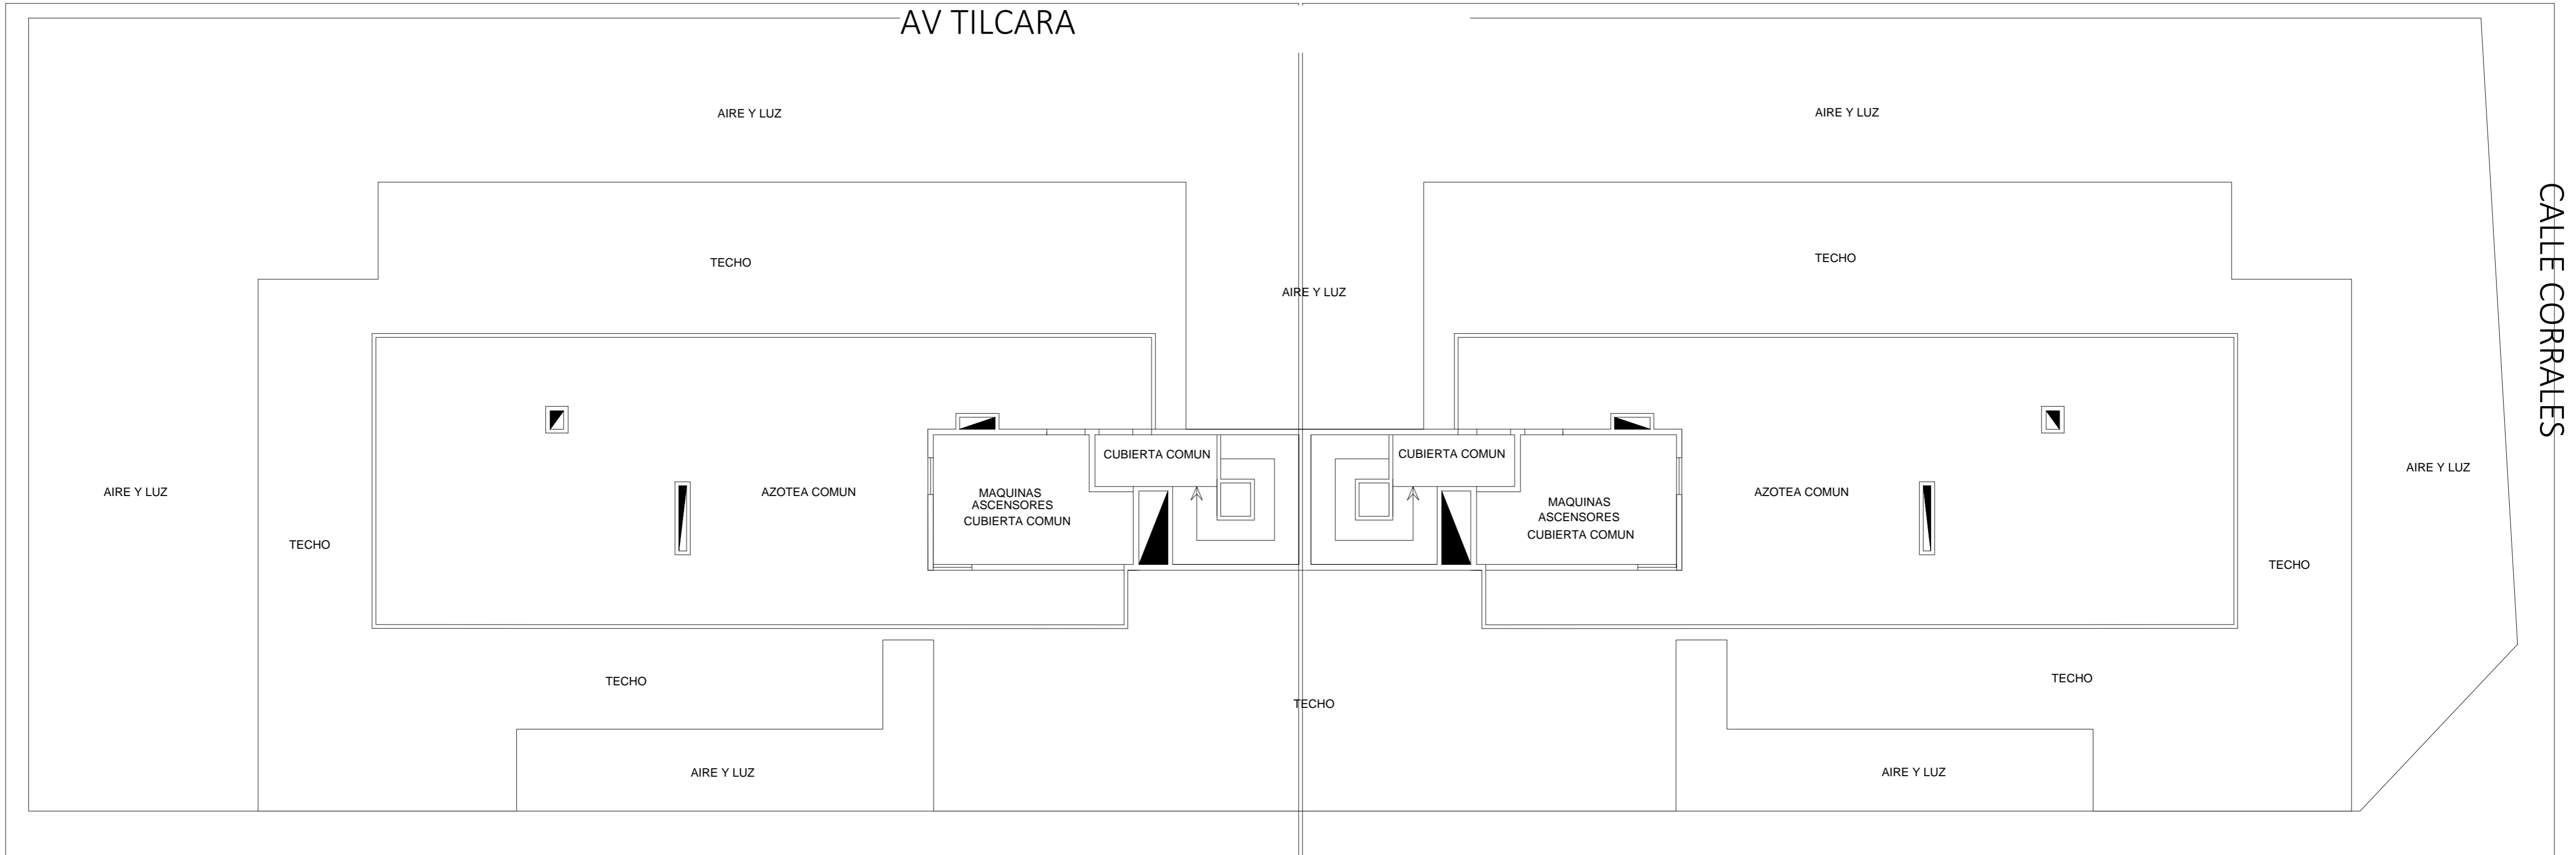 AV TILCARA
AIRE Y LUZ
AIRE Y LUZ
CALLE CORRALES
TECHO
TECHO
AIRE Y LUZ
CUBIERTA COMUN
CUBIERTA COMUN
AIRE Y LUZ
AIRE Y LUZ
AZOTEA COMUN
MAQUINAS
ASCENSORES
CUBIERTA COMUN
MAQUINAS
ASCENSORES
CUBIERTA COMUN
AZOTEA COMUN
TECHO
TECHO
TECHO
TECHO
TECHO
AIRE Y LUZ
AIRE Y LUZ